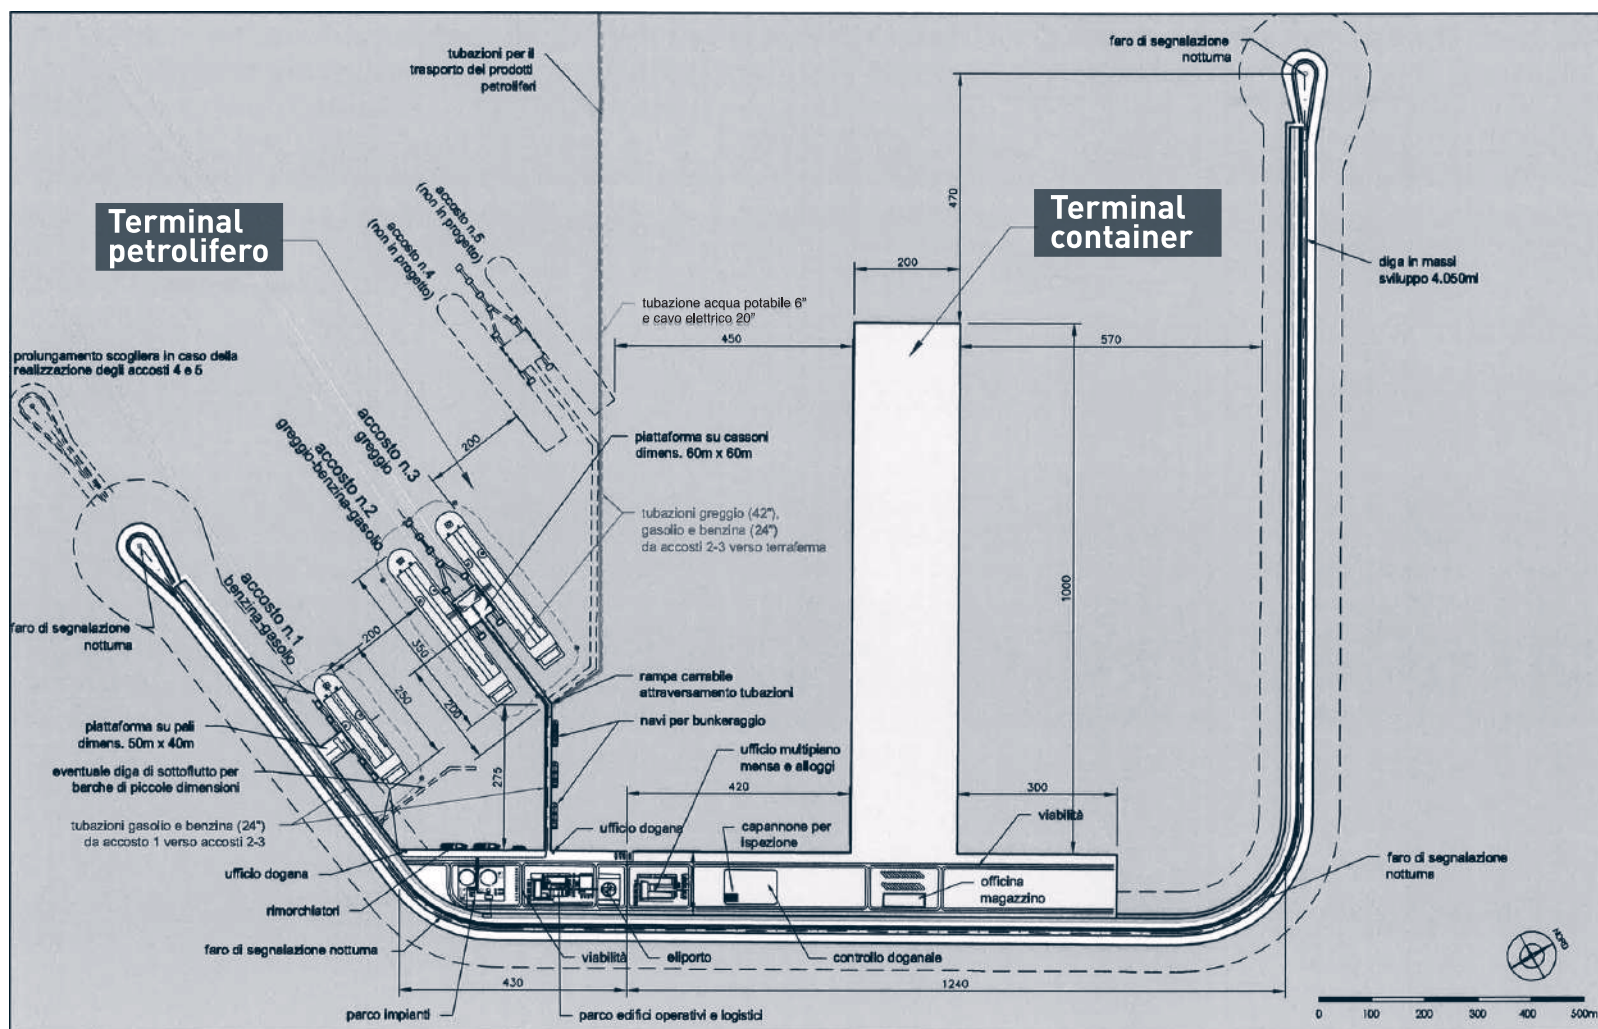 tubazioni per il
trasporto dei prodotti
petroliferi
faro di segnalazione
notturna
Terminal
petrolifero
accosto n.5
(non in progetto)
accosto n.4
(non in progetto)
470
Terminal
container
200
diga in massi
sviluppo 4.050ml
tubazione acqua potabile 6"
e cavo elettrico 20"
450
570
prolungamento scogliera in caso della
realizzazione degli accosti 4 e 5
200
accosto n.3
greggio
accosto n.2
greggio-benzina-gasolio
piattaforma su cassoni
dimens. 60m x 60m
tubazioni greggio (42"),
gasolio e benzina (24")
da accosti 2-3 verso terraferma
1000
accosto n.1
benzina-gasolio
faro di segnalazione
notturna
200
350
250
200
rampa carrabile
attraversamento tubazioni
navi per bunkeraggio
piattaforma su pali
dimens. 50m x 40m
ufficio multipiano
mensa e alloggi
eventuale diga di sottoflutto per
barche di piccole dimensioni
275
420
300
viabilità
tubazioni gasolio e benzina (24")
da accosto 1 verso accosti 2-3
ufficio dogana
capannone per
ispezione
faro di segnalazione
notturna
ufficio dogana
officina
magazzino
rimorchiatori
faro di segnalazione notturna
viabilità
eliporto
controllo doganale
NORD
430
1240
parco impianti
parco edifici operativi e logistici
0 100 200 300 400 500m